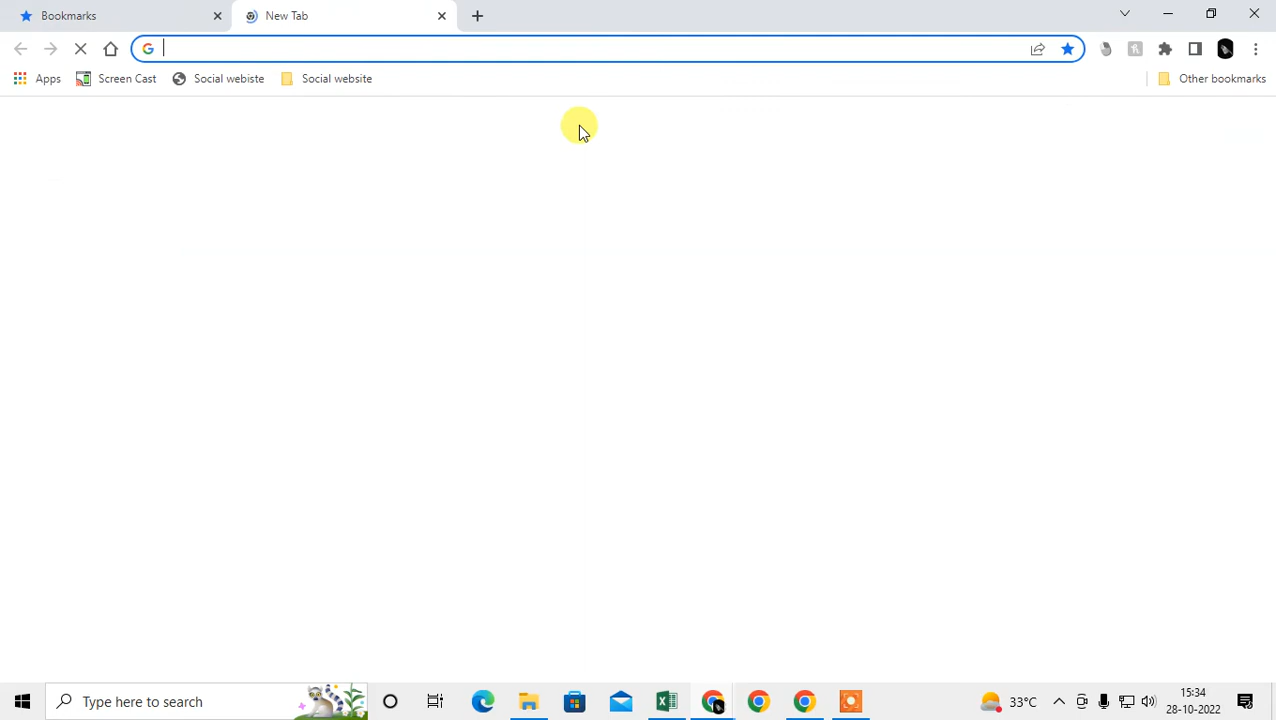 Bookmarks
New Tab
Apps
Screen Cast
Social webiste
Social website
Other bookmarks
Type here to search
33°C
15:34
28-10-2022